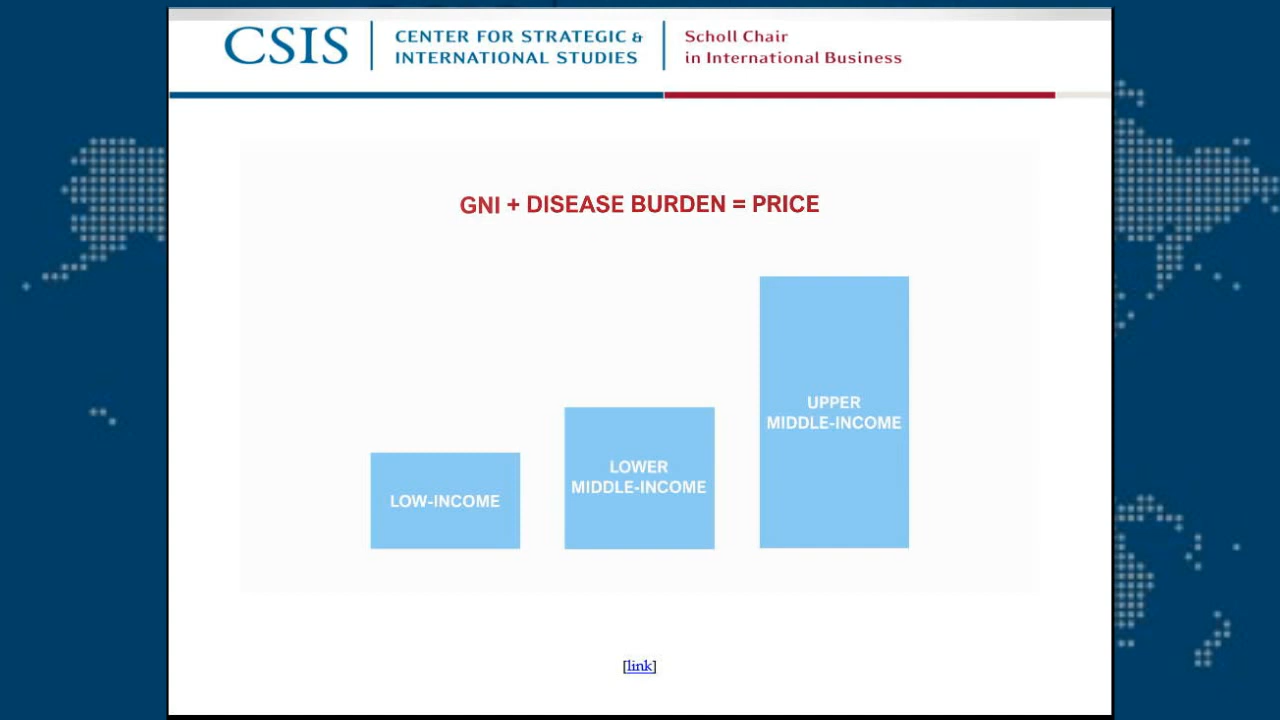 CSIS
CENTER FOR STRATEGIC &
INTERNATIONAL STUDIES
Scholl Chair
in International Business
GNI + DISEASE BURDEN = PRICE
LOW-INCOME
LOWER
MIDDLE-INCOME
UPPER
MIDDLE-INCOME
[link]